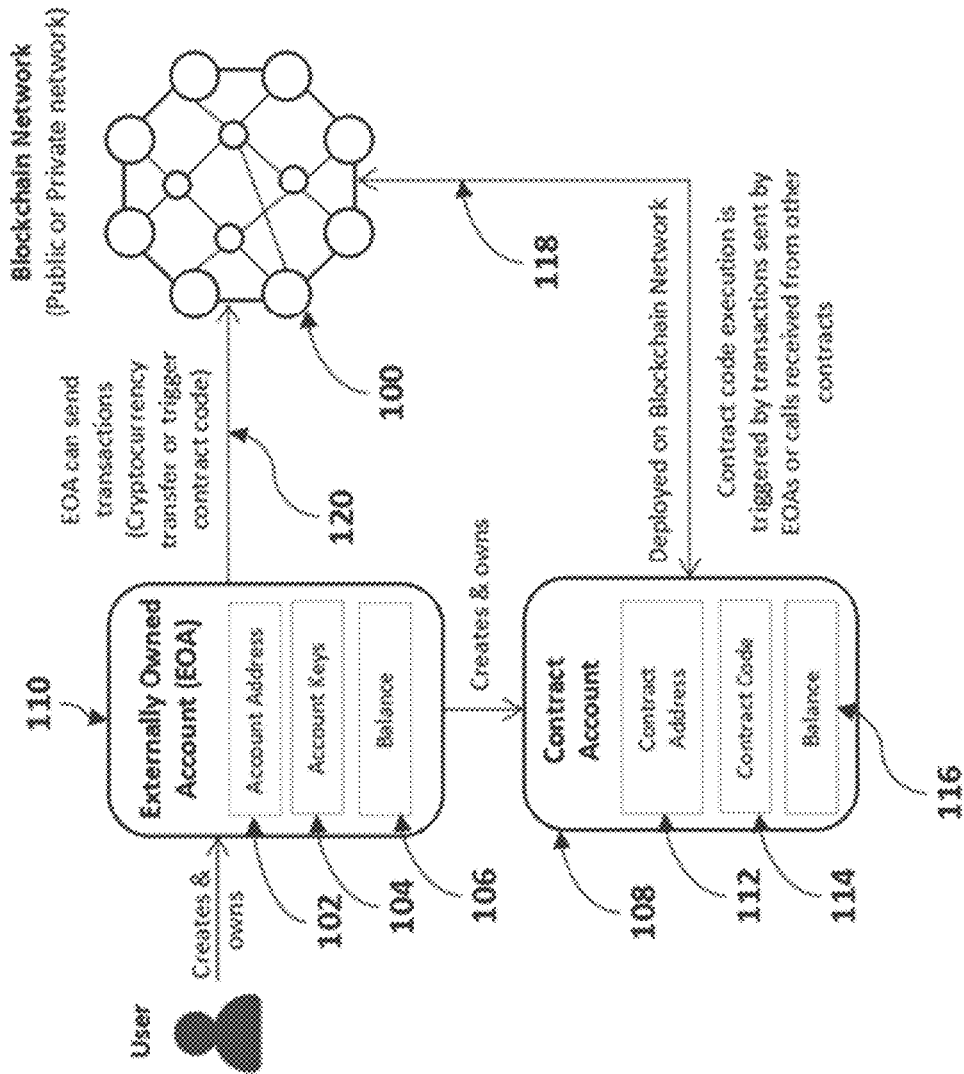 User
Creates &
owns
110
Externally Owned
Account (EOA)
Account Address
Account Keys
Balance
102
104
106
EOA can send
transactions
(Cryptocurrency
transfer or trigger
contract code)
120
Blockchain Network
(Public or Private network)
100
118
Creates & owns
Contract
Account
Contract
Address
Contract Code
Balance
108
112
114
116
Deployed on Blockchain Network
Contract code execution is
triggered by transactions sent by
EOAs or calls received from other
contracts